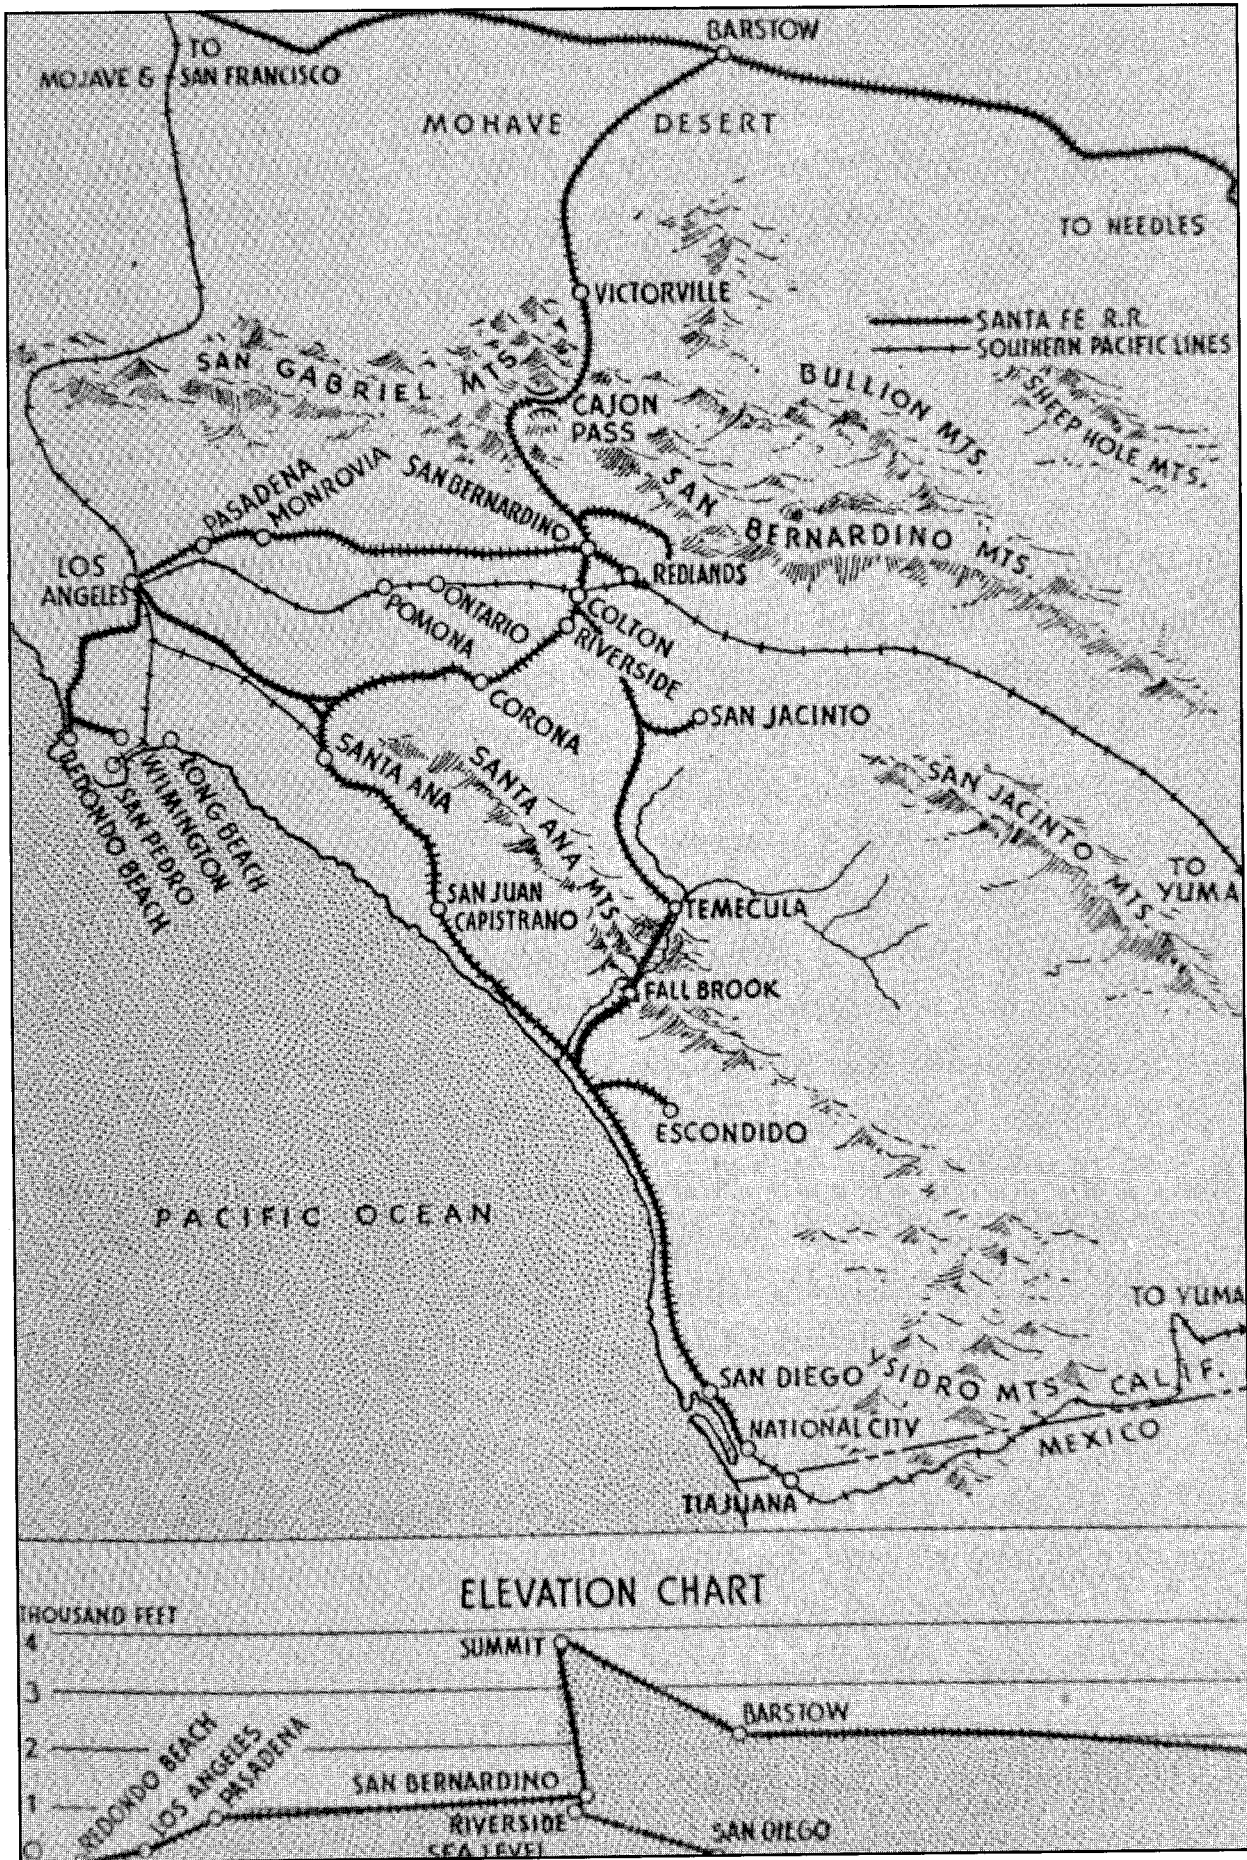 BARSTOW
TO
MOJAVE & SAN FRANCISCO
MOHAVE DESERT
TO NEEDLES
VICTORVILLE
SANTA FE R.R.
SOUTHERN PACIFIC LINES
SAN GABRIEL MTS
BULLION MTS.
SHEEP HOLE MTS.
CAJON
PASS
SAN BERNARDINO MTS.
PASADENA
MONROVIA
SAN BERNARDINO
LOS
ANGELES
REDLANDS
POMONA
ONTARIO
COLTON
RIVERSIDE
CORONA
SAN JACINTO
SANTA ANA
SANTA ANA MTS.
SAN JACINTO MTS.
REDONDO BEACH
SAN PEDRO
WILMINGTON
LONG BEACH
TO
YUMA
SAN JUAN
CAPISTRANO
TEMECULA
FALL BROOK
ESCONDIDO
PACIFIC OCEAN
TO YUMA
SAN DIEGO
YSIDRO MTS
CALIF.
NATIONAL CITY
MEXICO
TIAJUANA
ELEVATION CHART
THOUSAND FEET
4
SUMMIT
3
BARSTOW
2
REDONDO BEACH
LOS ANGELES
PASADENA
SAN BERNARDINO
1
RIVERSIDE
SAN DIEGO
SEA LEVEL
0